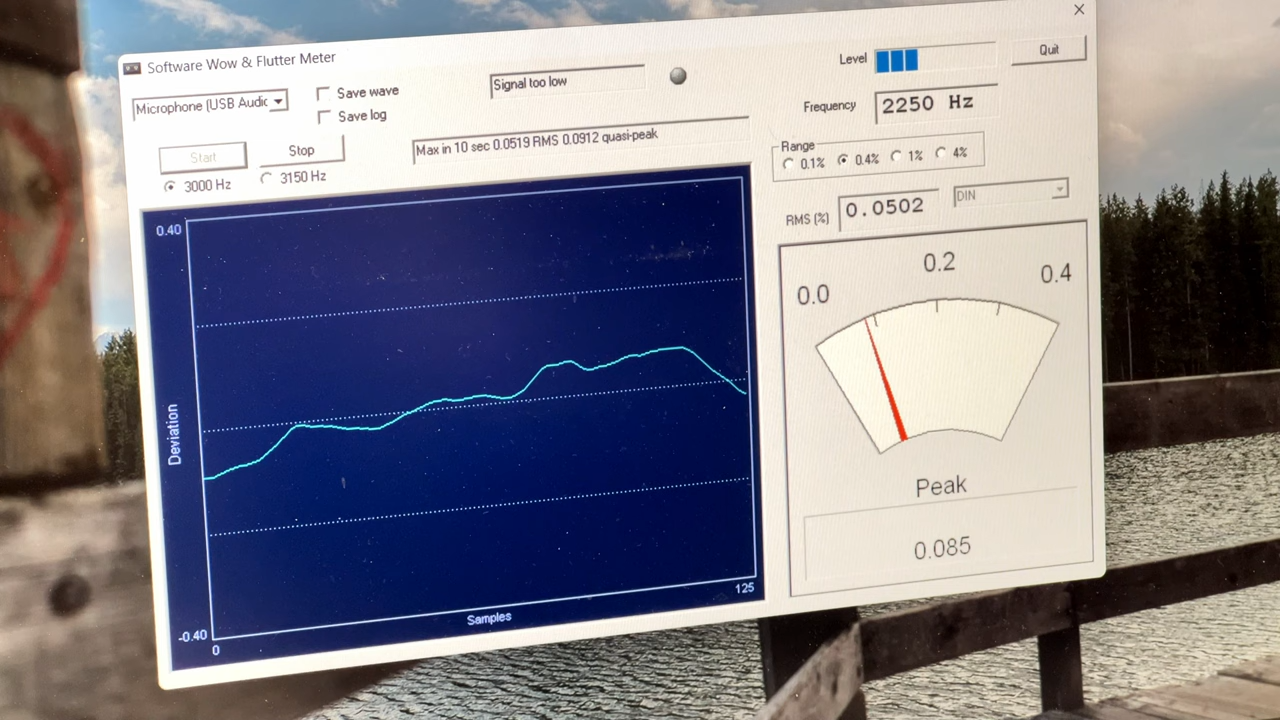 Software Wow & Flutter Meter
Microphone (USB Audic
Save wave
Save log
Signal too low
Level
Quit
Frequency
2250 Hz
Start
Stop
Max in 10 sec 0.0519 RMS 0.0912 quasi-peak
Range
0.1%
0.4%
1%
4%
3000 Hz
3150 Hz
RMS (%)
0.0502
DIN
0.40
Deviation
-0.40
0
Samples
125
0.0
0.2
0.4
Peak
0.085